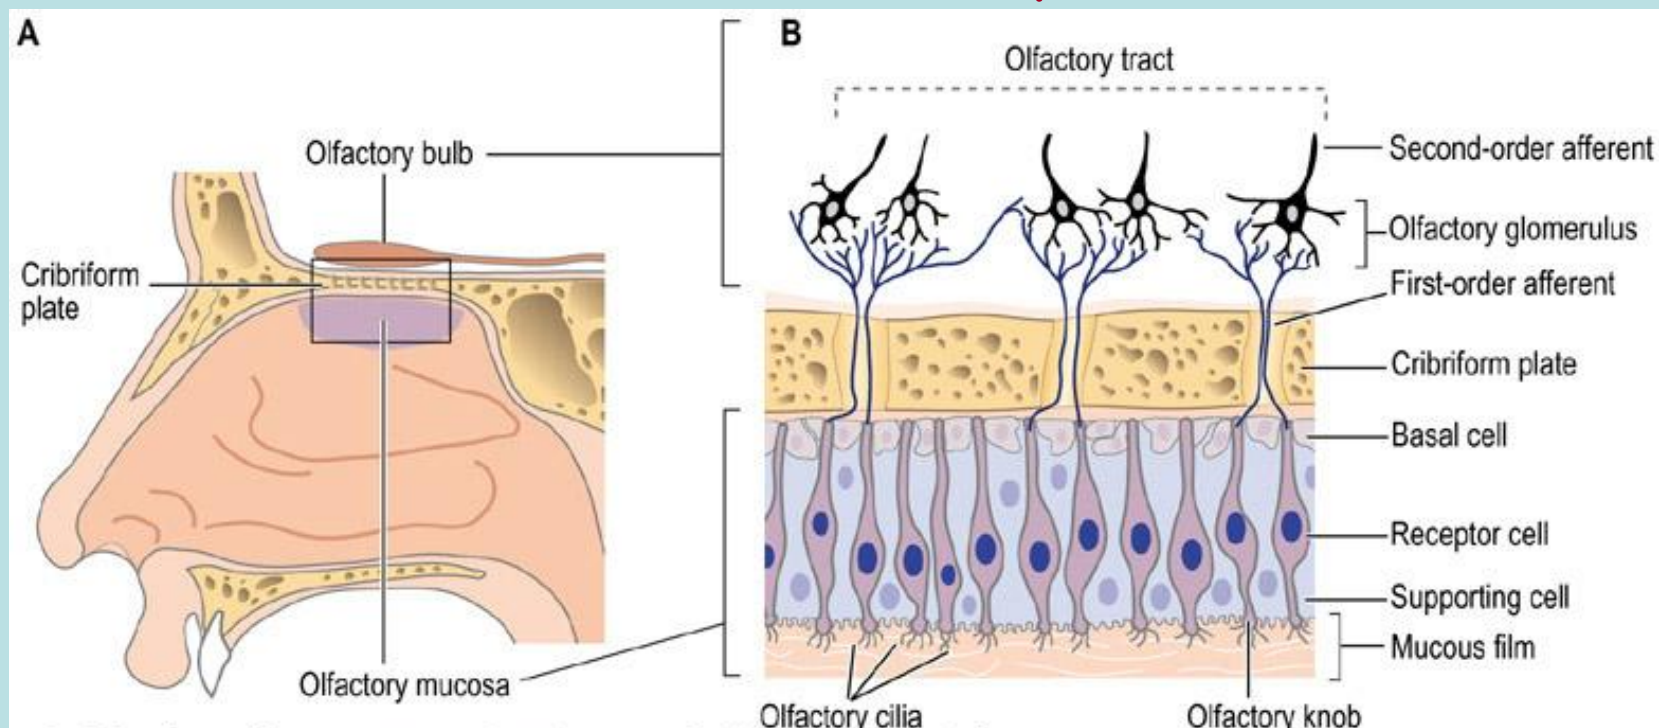 A
Olfactory bulb
Cribriform
plate
Olfactory mucosa
B
Olfactory tract
Second-order afferent
Olfactory glomerulus
First-order afferent
Cribriform plate
Basal cell
Receptor cell
Supporting cell
Mucous film
Olfactory cilia
Olfactory knob